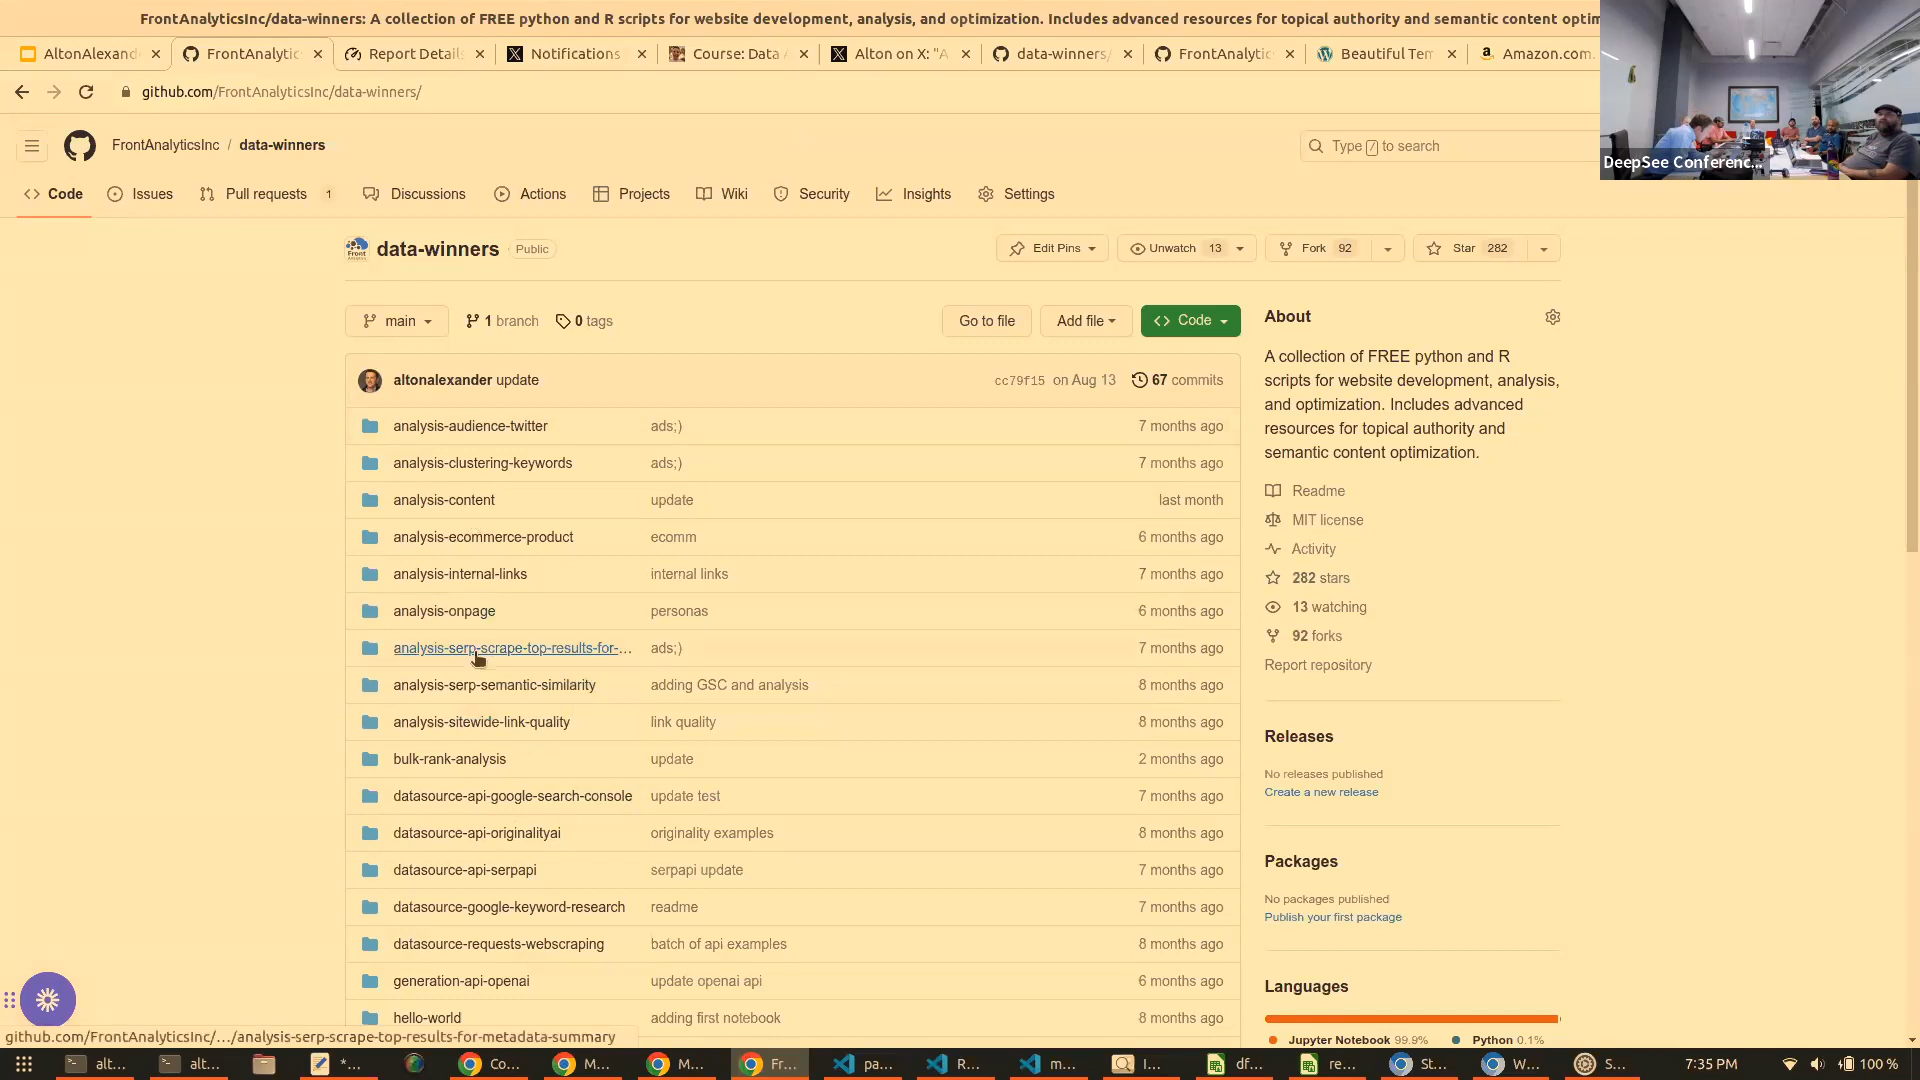 FrontAnalyticsInc/data-winners: A collection of FREE python and R scripts for website development, analysis, and optimization. Includes advanced resources for topical authority and semantic content optim
AltonAlexand
FrontAnalytic
Report Details
Notifications
Course: Data A
Alton on X: "A
data-winners/
FrontAnalytic
Beautiful Tem
Amazon.com.
github.com/FrontAnalyticsInc/data-winners/
DeepSee Conferenc...
FrontAnalyticsInc / data-winners
Type / to search
Code
Issues
Pull requests 1
Discussions
Actions
Projects
Wiki
Security
Insights
Settings
data-winners Public
Edit Pins
Unwatch 13
Fork 92
Star 282
main
1 branch
0 tags
Go to file
Add file
Code
altonalexander update cc79f15 on Aug 13 67 commits
analysis-audience-twitter ads;) 7 months ago
analysis-clustering-keywords ads;) 7 months ago
analysis-content update last month
analysis-ecommerce-product ecomm 6 months ago
analysis-internal-links internal links 7 months ago
analysis-onpage personas 6 months ago
analysis-serp-scrape-top-results-for-... ads;) 7 months ago
analysis-serp-semantic-similarity adding GSC and analysis 8 months ago
analysis-sitewide-link-quality link quality 8 months ago
bulk-rank-analysis update 2 months ago
datasource-api-google-search-console update test 7 months ago
datasource-api-originalityai originality examples 8 months ago
datasource-api-serpapi serpapi update 7 months ago
datasource-google-keyword-research readme 7 months ago
datasource-requests-webscraping batch of api examples 8 months ago
generation-api-openai update openai api 6 months ago
hello-world adding first notebook 8 months ago
About
A collection of FREE python and R
scripts for website development, analysis,
and optimization. Includes advanced
resources for topical authority and
semantic content optimization.
Readme
MIT license
Activity
282 stars
13 watching
92 forks
Report repository
Releases
No releases published
Create a new release
Packages
No packages published
Publish your first package
Languages
Jupyter Notebook 99.9%
Python 0.1%
github.com/FrontAnalyticsInc/.../analysis-serp-scrape-top-results-for-metadata-summary
alt...
alt...
*...
Co...
M...
M...
Fr...
pa...
R...
m...
I...
df...
re...
St...
W...
S...
7:35 PM
100 %